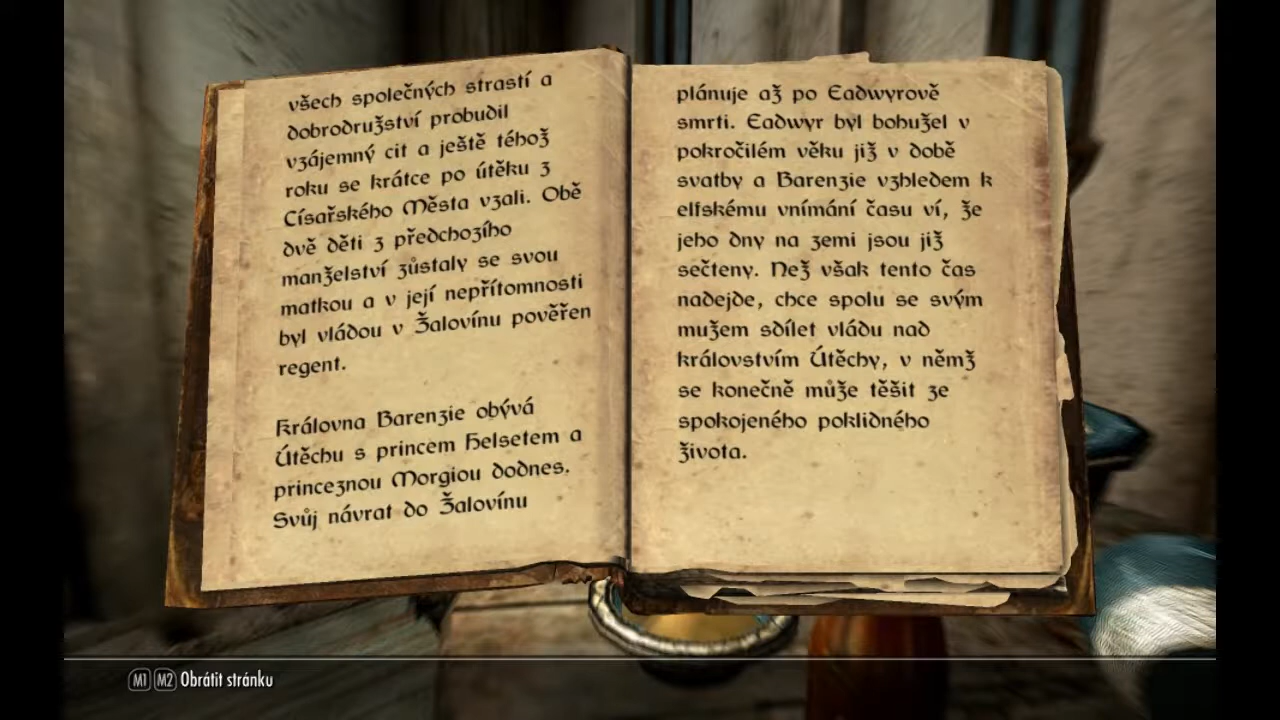 všech společných strastí a
dobrodružství probudil
vzájemný cit a ještě téhož
roku se krátce po útěku z
Císařského Města vzali. Obě
dvě děti z předchozího
manželství zůstaly se svou
matkou a v její nepřítomnosti
byl vládou v Žalovínu pověřen
regent.
Královna Barenzie obývá
Útěchu s princem Helsetem a
princeznou Morgiou dodnes.
Svůj návrat do Žalovínu
plánuje až po Eadwyrově
smrti. Eadwyr byl bohužel v
pokročilém věku již v době
svatby a Barenzie vzhledem k
elfskému vnímání času ví, že
jeho dny na zemi jsou již
sečteny. Než však tento čas
nadejde, chce spolu se svým
mužem sdílet vládu nad
královstvím Útěchy, v němž
se konečně může těšit ze
spokojeného poklidného
života.
M1 M2 Obrátit stránku